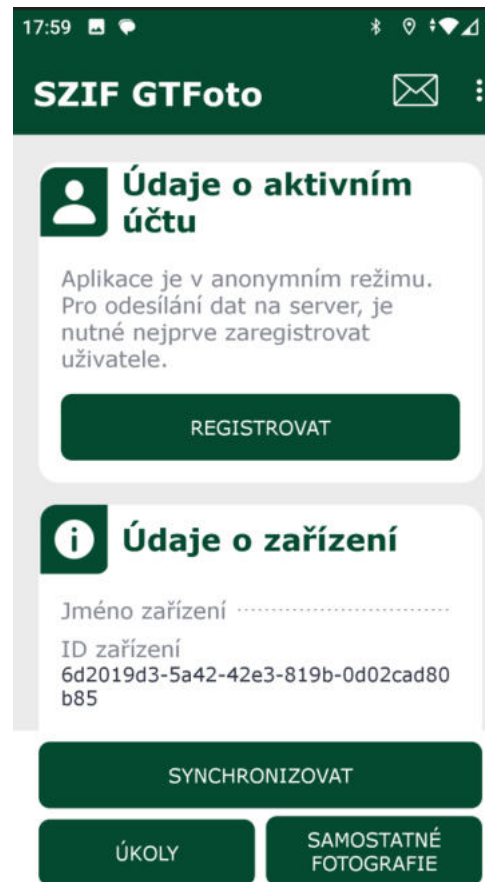 17:59
SZIF GTFoto
Údaje o aktivním
účtu
Aplikace je v anonymním režimu.
Pro odesílání dat na server, je
nutné nejprve zaregistrovat
uživatele.
REGISTROVAT
Údaje o zařízení
Jméno zařízení
ID zařízení
6d2019d3-5a42-42e3-819b-0d02cad80
b85
SYNCHRONIZOVAT
ÚKOLY
SAMOSTATNÉ
FOTOGRAFIE